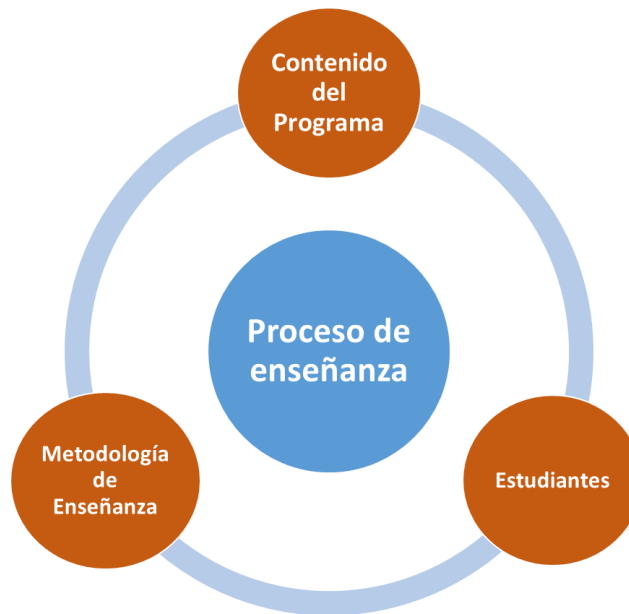 Contenido
del
Programa
Proceso de
enseñanza
Metodología
de
Enseñanza
Estudiantes